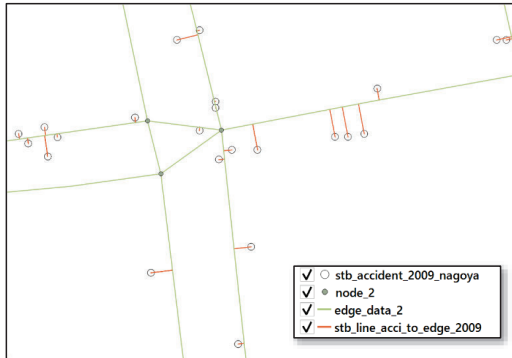 stb_accident_2009_nagoya
node_2
edge_data_2
stb_line_acci_to_edge_2009